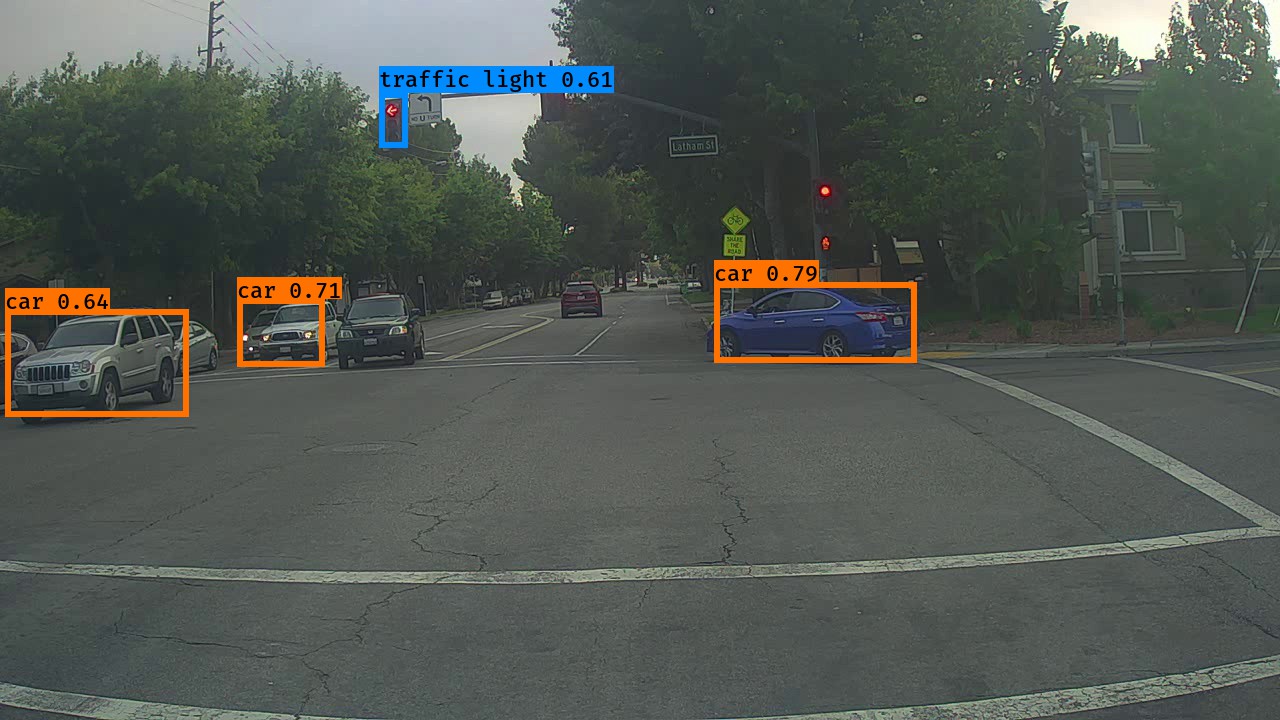 traffic light 0.61
NO U TURN
Latham St
SHARE
THE
ROAD
car 0.79
car 0.71
car 0.64